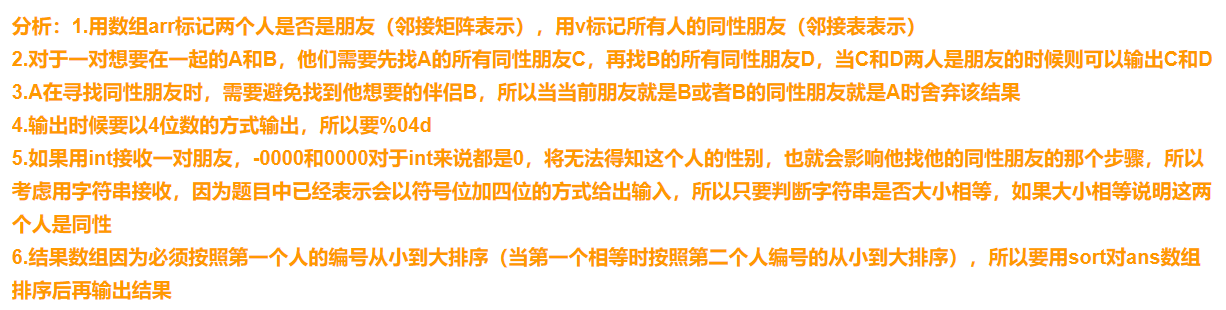 分析：1.用数组arr标记两个人是否是朋友（邻接矩阵表示），用v标记所有人的同性朋友（邻接表表示）
2.对于一对想要在一起的A和B，他们需要先找A的所有同性朋友C，再找B的所有同性朋友D，当C和D两人是朋友的时候则可以输出C和D
3.A在寻找同性朋友时，需要避免找到他想要的伴侣B，所以当当前朋友就是B或者B的同性朋友就是A时舍弃该结果
4.输出时候要以4位数的方式输出，所以要%04d
5.如果用int接收一对朋友，-0000和0000对于int来说都是0，将无法得知这个人的性别，也就会影响他找他的同性朋友的那个步骤，所以
考虑用字符串接收，因为题目中已经表示会以符号位加四位的方式给出输入，所以只要判断字符串是否大小相等，如果大小相等说明这两
个人是同性
6.结果数组因为必须按照第一个人的编号从小到大排序（当第一个相等时按照第二个人编号的从小到大排序），所以要用sort对ans数组
排序后再输出结果